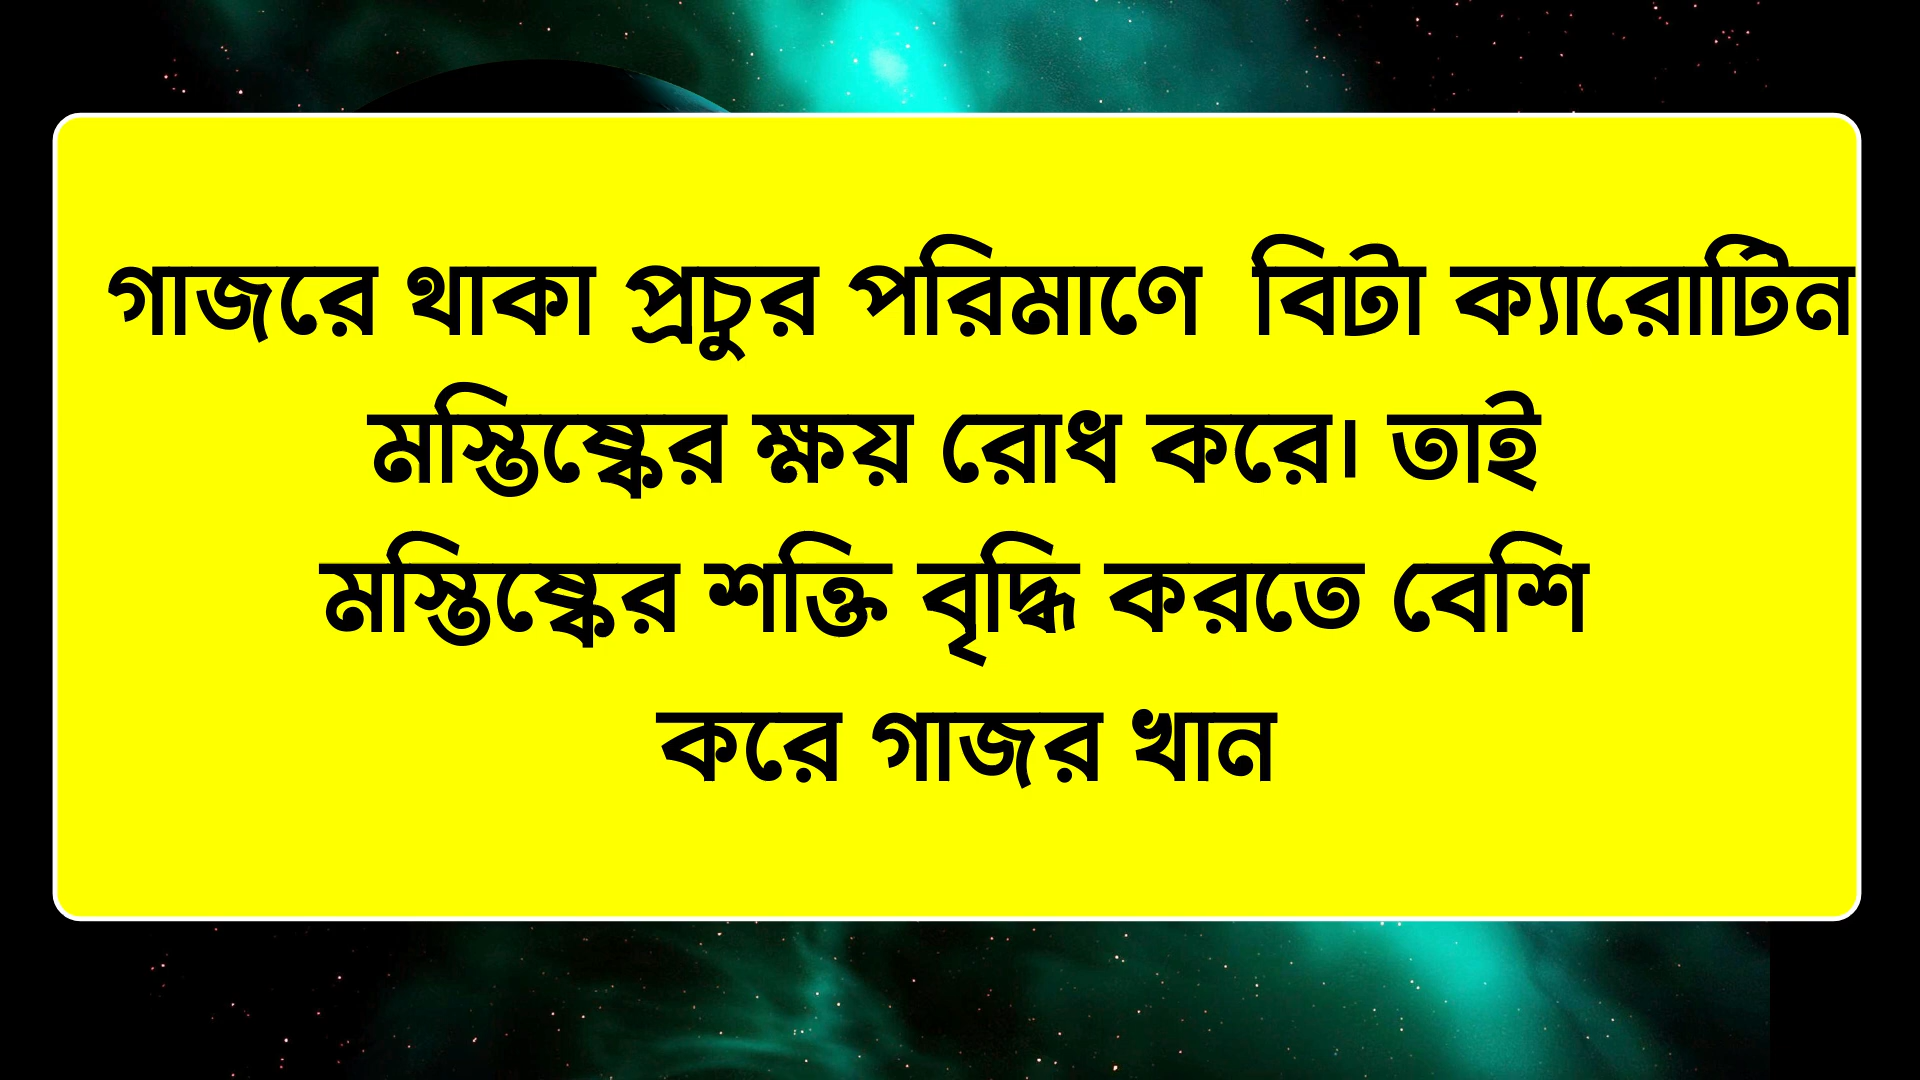 গাজরে থাকা প্রচুর পরিমাণে বিটা ক্যারোটিন
মস্তিষ্কের ক্ষয় রোধ করে। তাই
মস্তিষ্কের শক্তি বৃদ্ধি করতে বেশি
করে গাজর খান